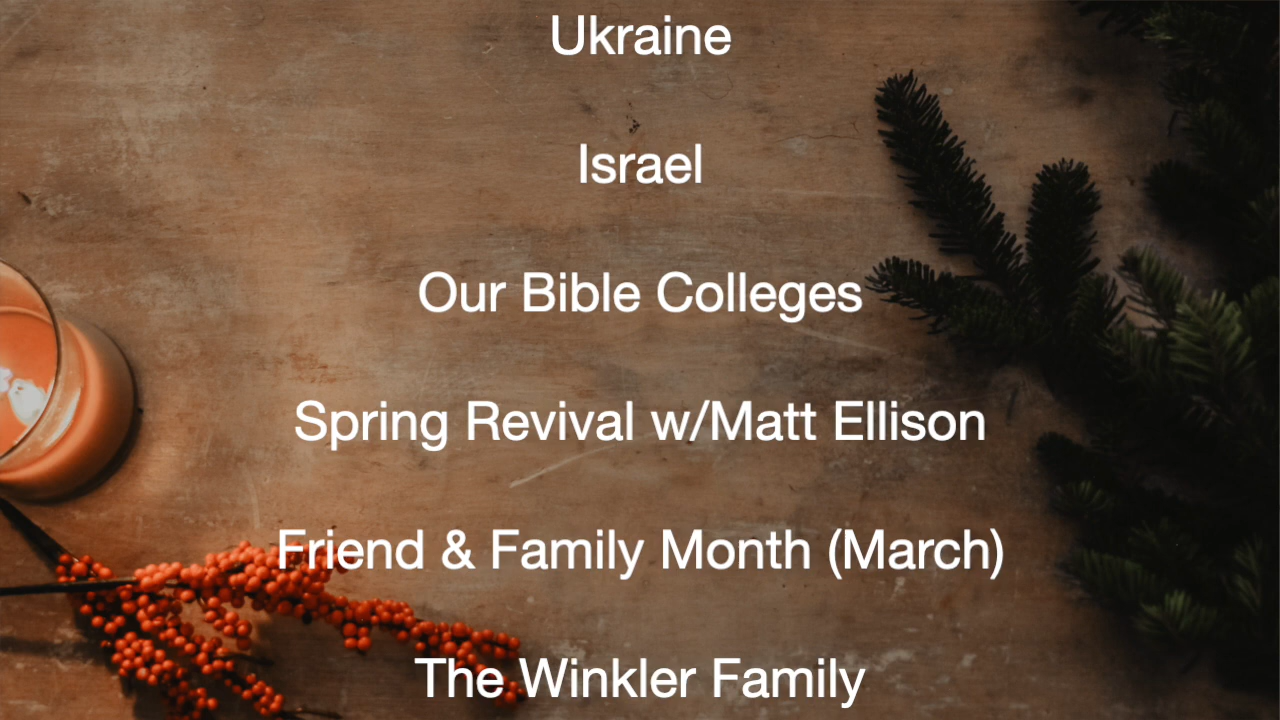 Ukraine
Israel
Our Bible Colleges
Spring Revival w/Matt Ellison
Friend & Family Month (March)
The Winkler Family